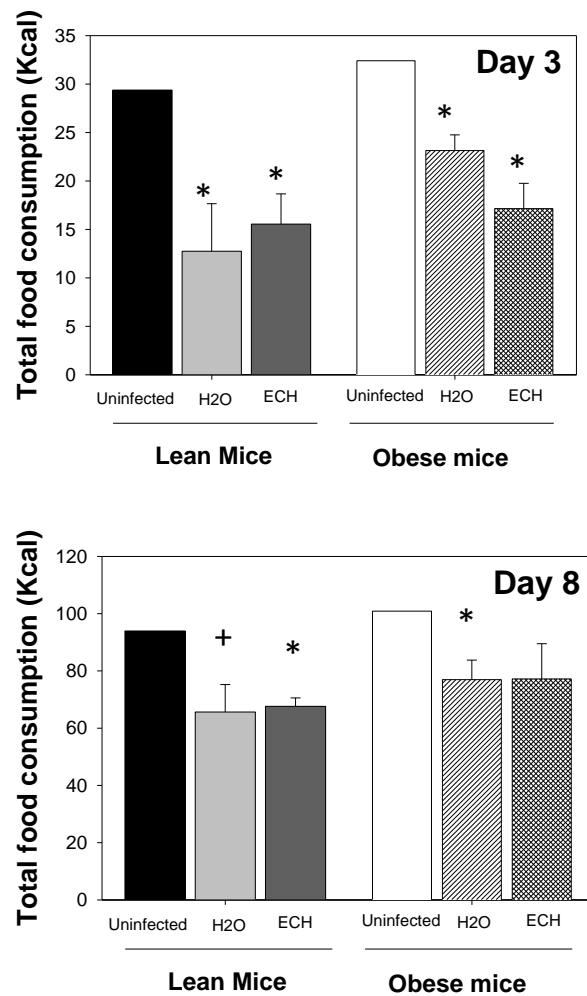 Total food consumption (Kcal)
35
30
25
20
15
10
5
0
Day 3
*
*
*
*
Uninfected H2O ECH Uninfected H2O ECH
Lean Mice Obese mice
Total food consumption (Kcal)
120
100
80
60
40
20
0
Day 8
+
*
*
Uninfected H2O ECH Uninfected H2O ECH
Lean Mice Obese mice